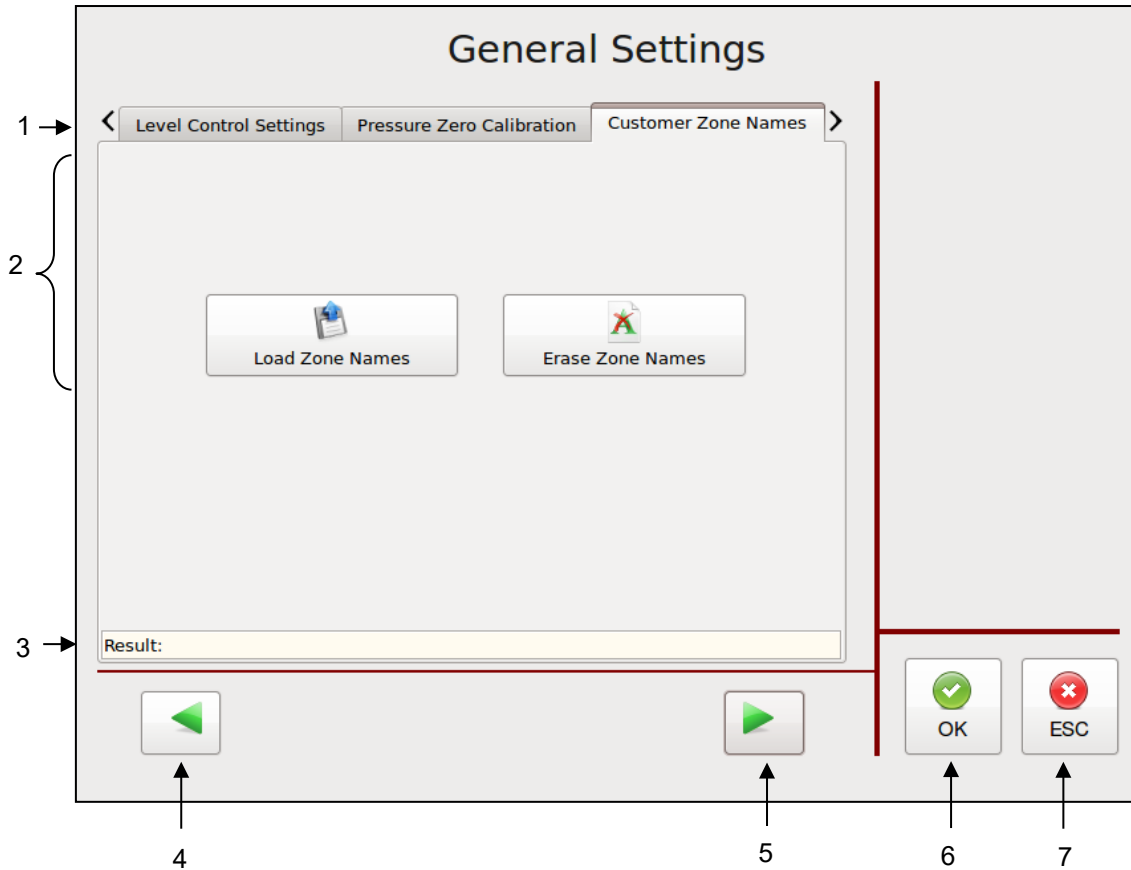 General Settings
1
Level Control Settings
Pressure Zero Calibration
Customer Zone Names
2
Load Zone Names
Erase Zone Names
3
Result:
OK
ESC
4
5
6
7